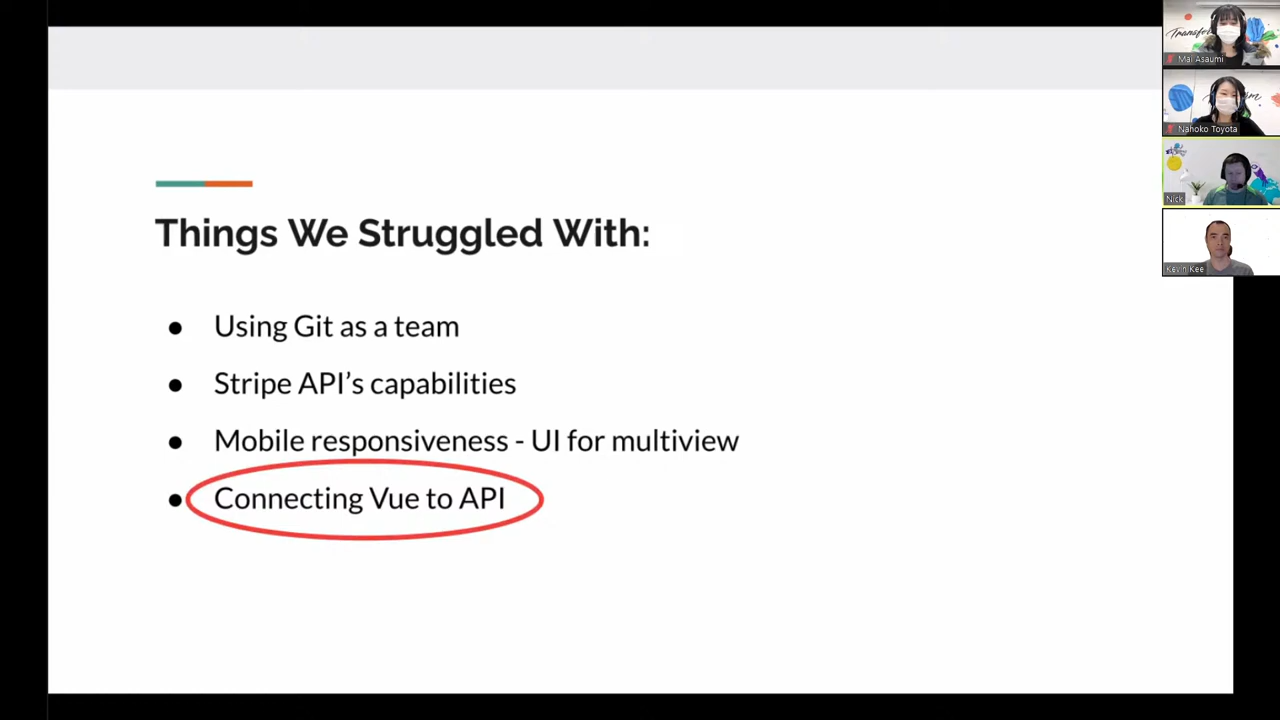 Things We Struggled With:
● Using Git as a team
● Stripe API's capabilities
● Mobile responsiveness - UI for multiview
● Connecting Vue to API
Transform
Mai Asaumi
Nahoko Toyota
Nick
Kevin Kee